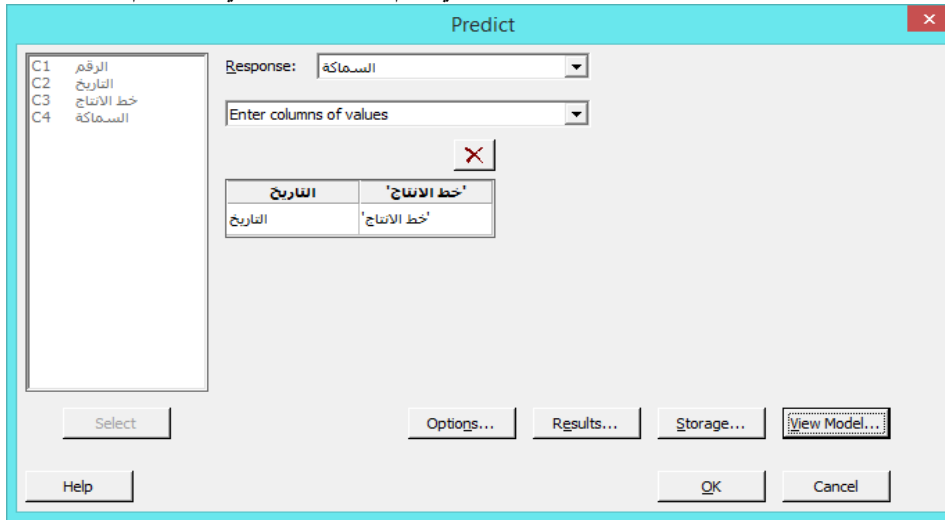 Predict
C1 الرقم
C2 التاريخ
C3 خط الانتاج
C4 السماكة
Response: السماكة
Enter columns of values
التاريخ 'خط الانتاج'
التاريخ 'خط الانتاج'
Select
Options...
Results...
Storage...
View Model...
Help
OK
Cancel